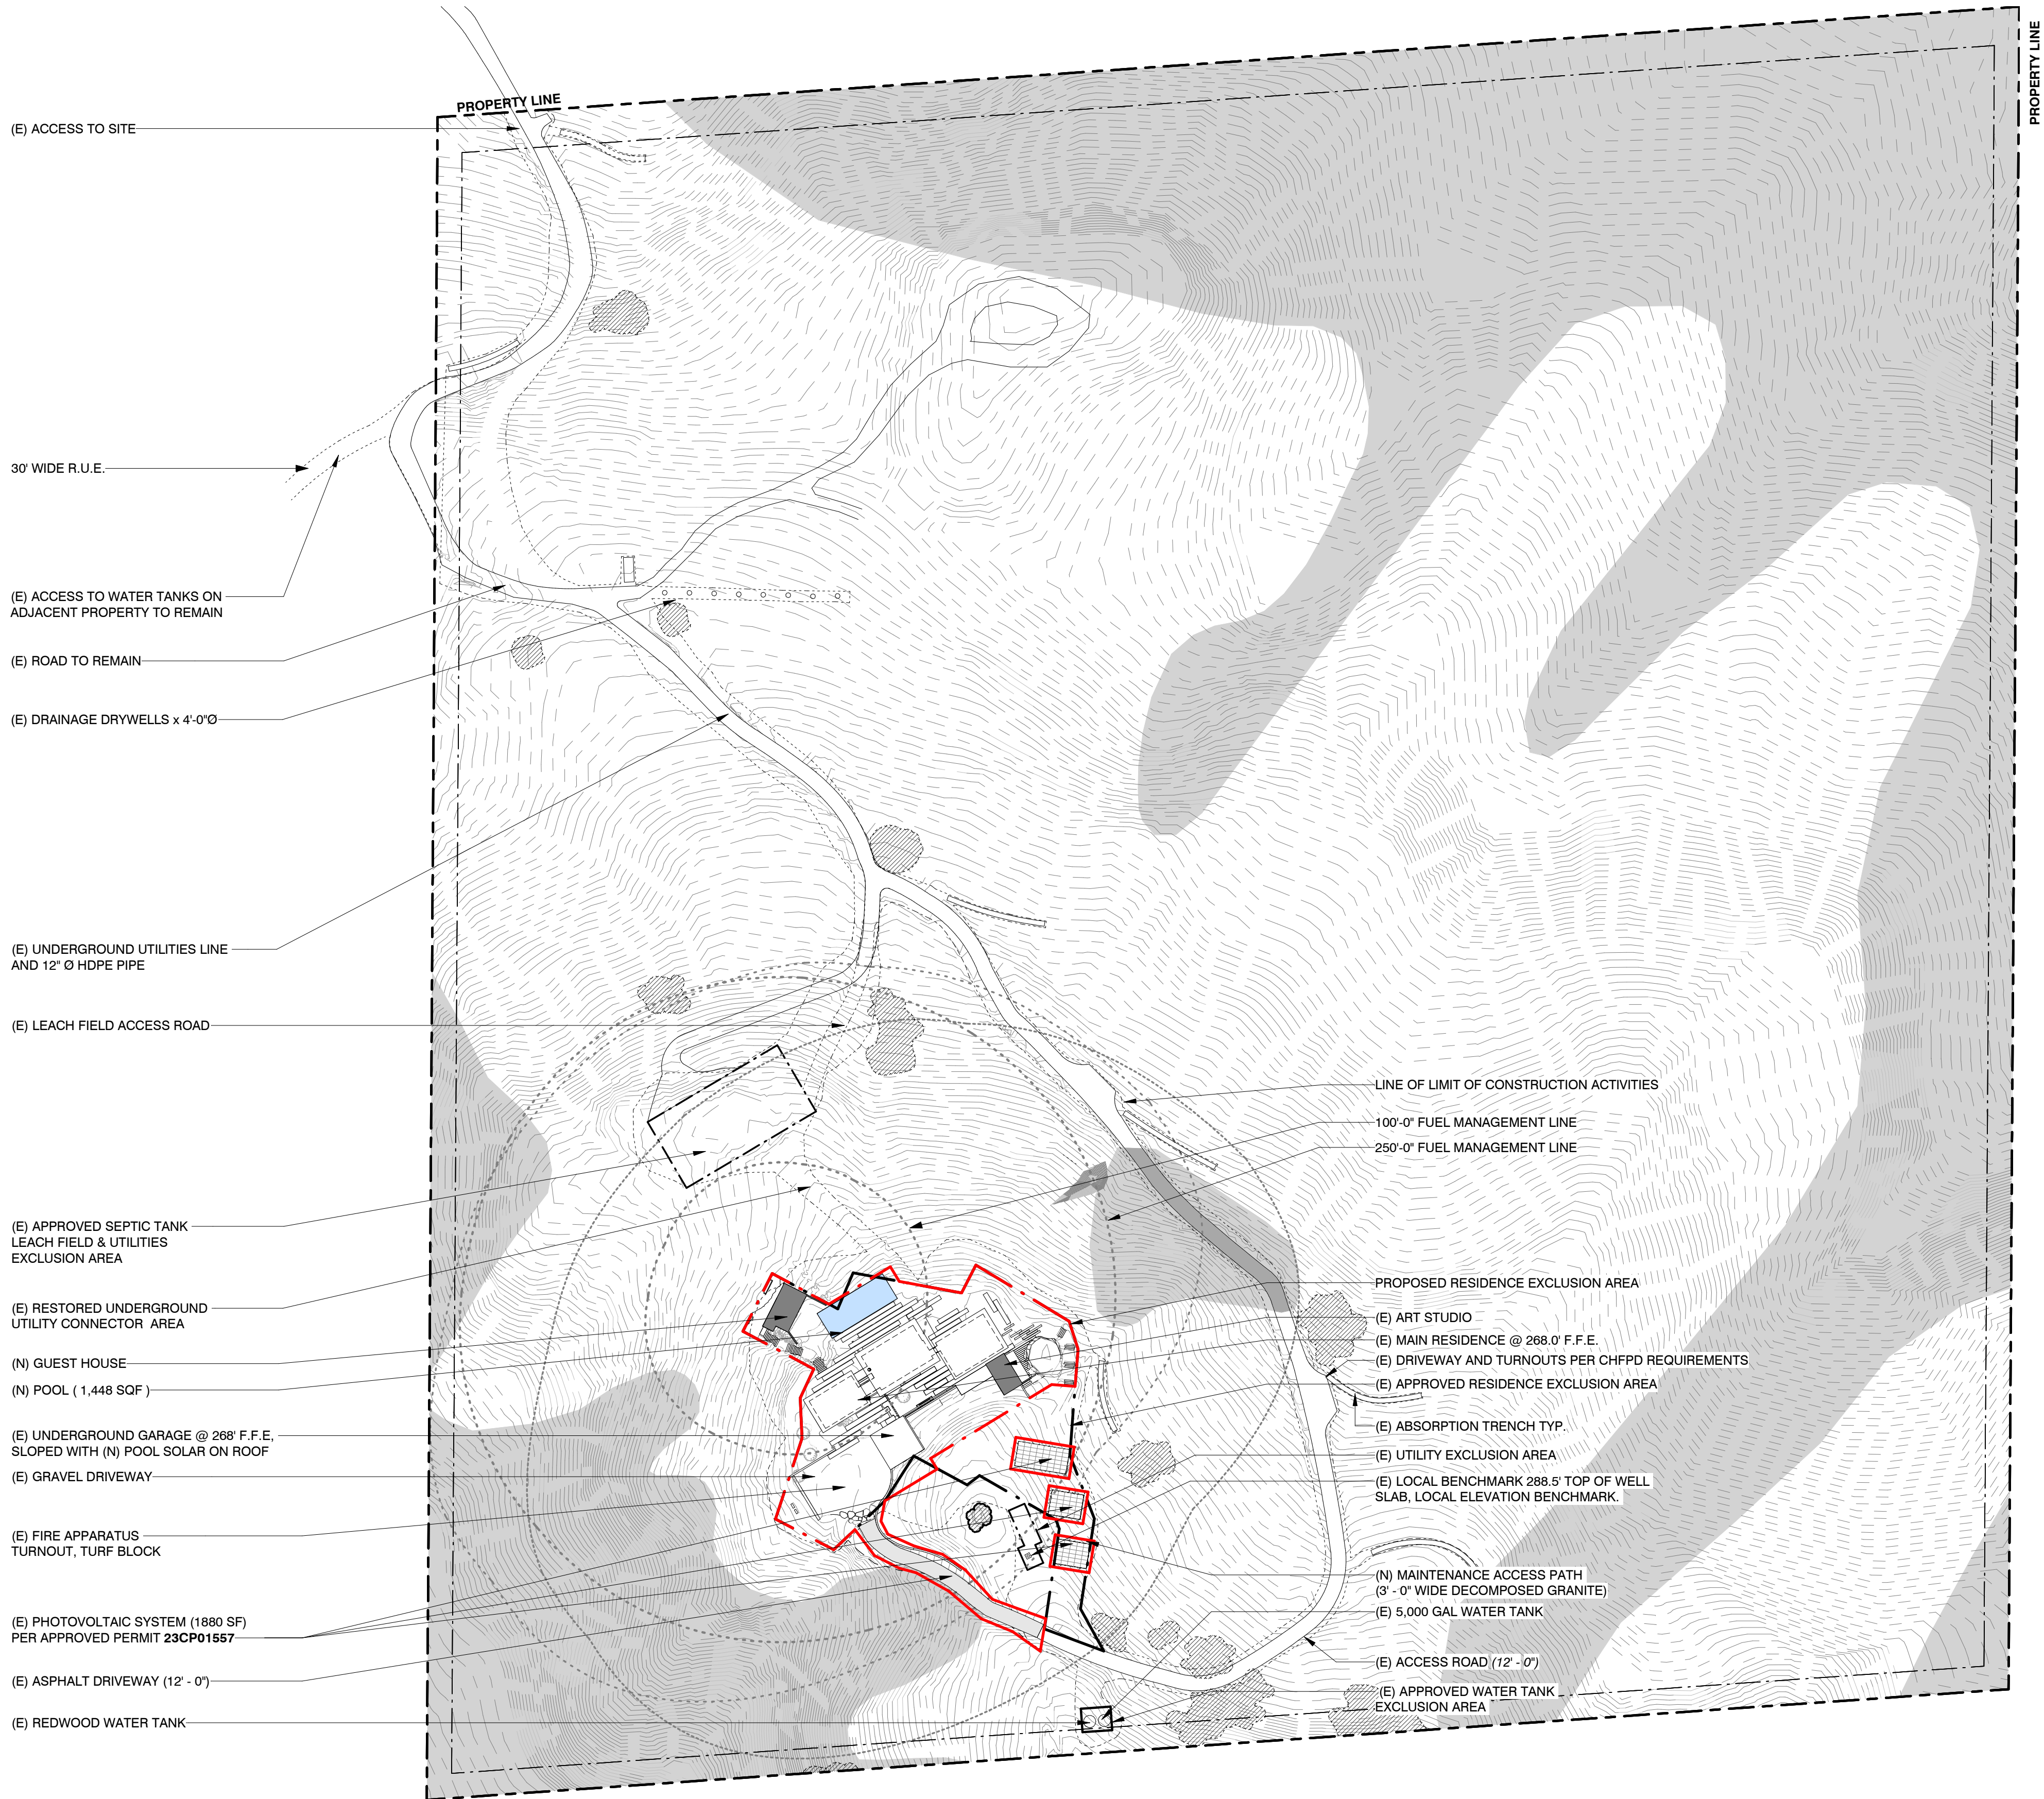 PROPERTY LINE
PROPERTY LINE
(E) ACCESS TO SITE
30' WIDE R.U.E.
(E) ACCESS TO WATER TANKS ON
ADJACENT PROPERTY TO REMAIN
(E) ROAD TO REMAIN
(E) DRAINAGE DRYWELLS x 4'-0"Ø
(E) UNDERGROUND UTILITIES LINE
AND 12" Ø HDPE PIPE
(E) LEACH FIELD ACCESS ROAD
(E) APPROVED SEPTIC TANK
LEACH FIELD & UTILITIES
EXCLUSION AREA
(E) RESTORED UNDERGROUND
UTILITY CONNECTOR AREA
(N) GUEST HOUSE
(N) POOL ( 1,448 SQF )
(E) UNDERGROUND GARAGE @ 268' F.F.E,
SLOPED WITH (N) POOL SOLAR ON ROOF
(E) GRAVEL DRIVEWAY
(E) FIRE APPARATUS
TURNOUT, TURF BLOCK
(E) PHOTOVOLTAIC SYSTEM (1880 SF)
PER APPROVED PERMIT 23CP01557
(E) ASPHALT DRIVEWAY (12' - 0")
(E) REDWOOD WATER TANK
LINE OF LIMIT OF CONSTRUCTION ACTIVITIES
100'-0" FUEL MANAGEMENT LINE
250'-0" FUEL MANAGEMENT LINE
PROPOSED RESIDENCE EXCLUSION AREA
(E) ART STUDIO
(E) MAIN RESIDENCE @ 268.0' F.F.E.
(E) DRIVEWAY AND TURNOUTS PER CHFPD REQUIREMENTS
(E) APPROVED RESIDENCE EXCLUSION AREA
(E) ABSORPTION TRENCH TYP.
(E) UTILITY EXCLUSION AREA
(E) LOCAL BENCHMARK 288.5' TOP OF WELL
SLAB, LOCAL ELEVATION BENCHMARK.
(N) MAINTENANCE ACCESS PATH
(3' - 0" WIDE DECOMPOSED GRANITE)
(E) 5,000 GAL WATER TANK
(E) ACCESS ROAD (12' - 0")
(E) APPROVED WATER TANK
EXCLUSION AREA